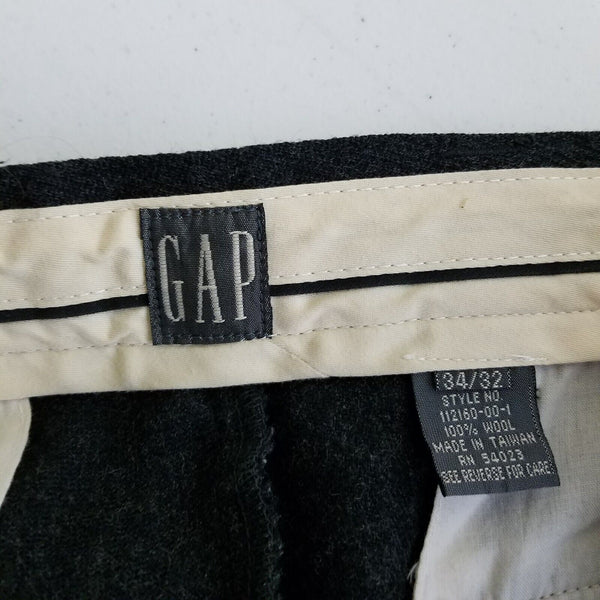 GAP
34/32
STYLE NO.
112160-00-1
100% WOOL
MADE IN TAIWAN
RN 54023
SEE REVERSE FOR CARE